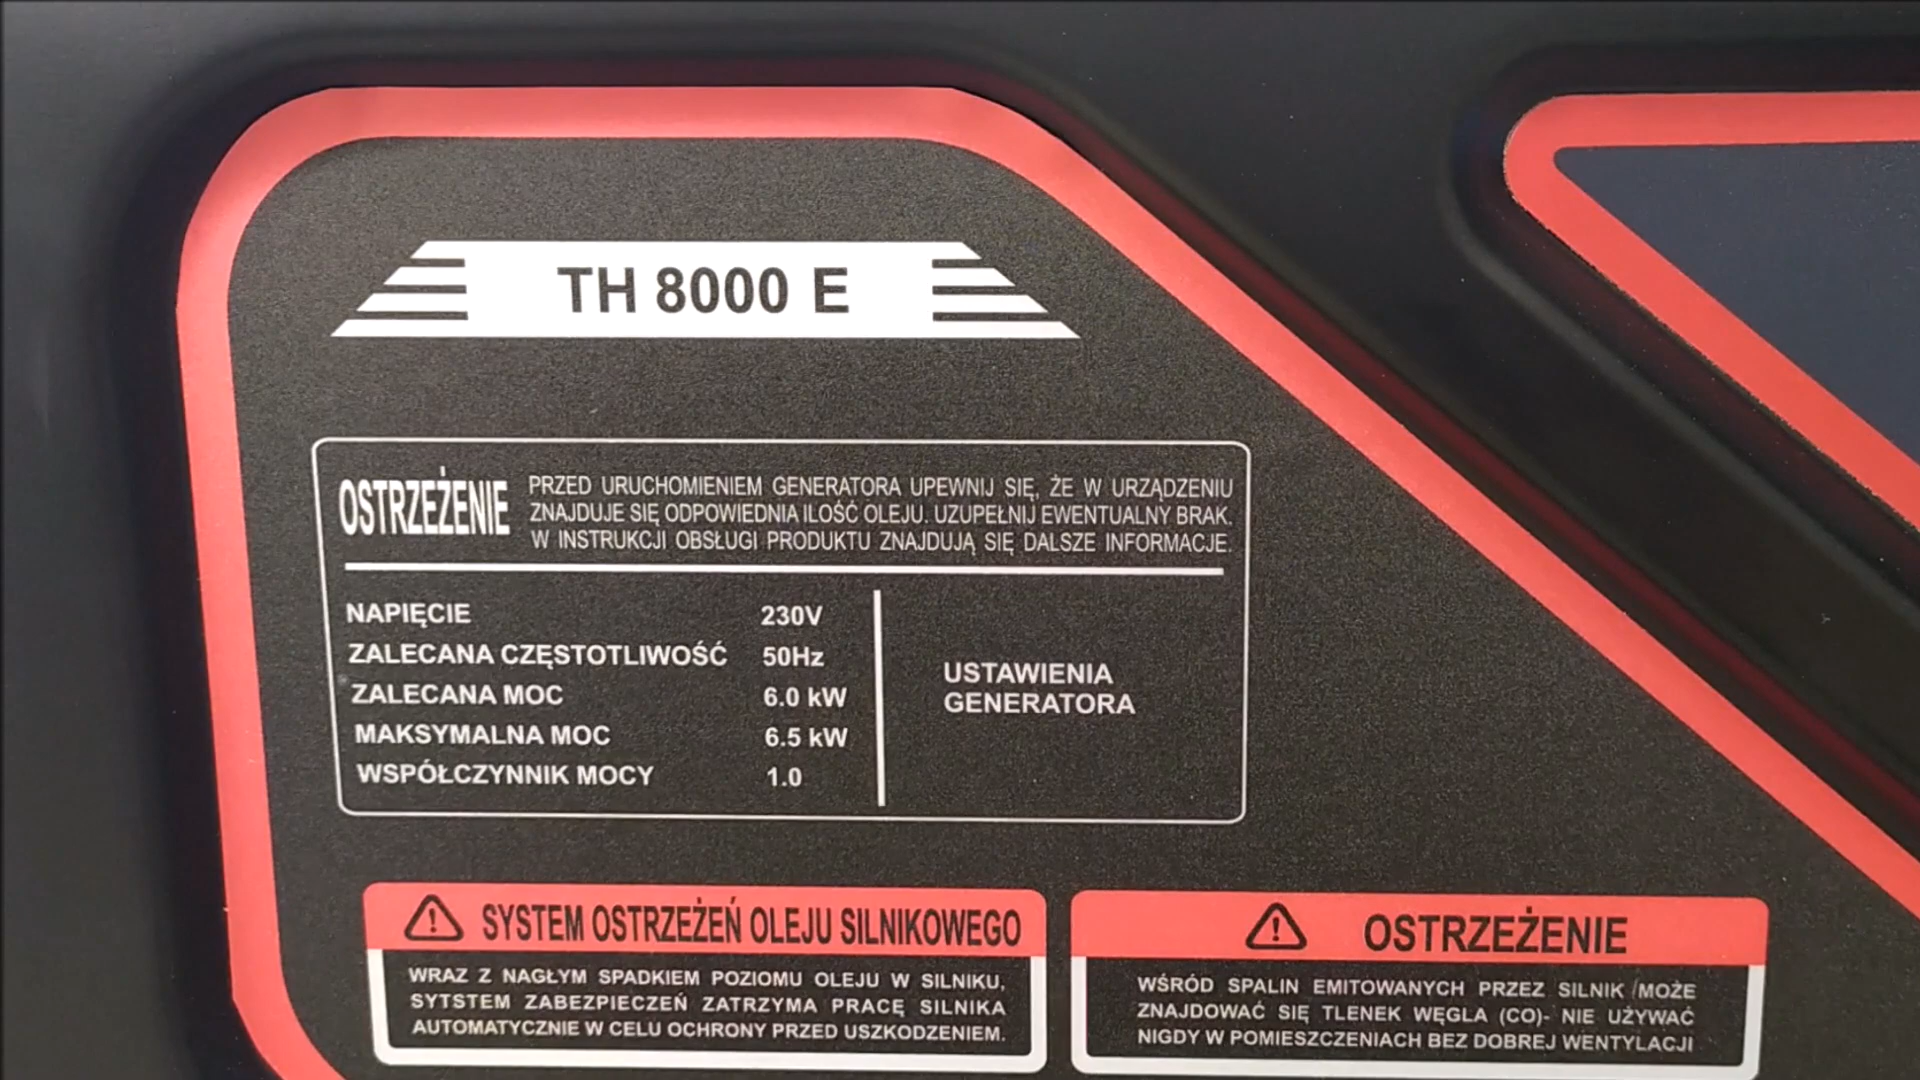 TH 8000 E
OSTRZEŻENIE
PRZED URUCHOMIENIEM GENERATORA UPEWNIJ SIĘ, ŻE W URZĄDZENIU
ZNAJDUJE SIĘ ODPOWIEDNIA ILOŚĆ OLEJU. UZUPEŁNIJ EWENTUALNY BRAK.
W INSTRUKCJI OBSŁUGI PRODUKTU ZNAJDUJĄ SIĘ DALSZE INFORMACJE.
NAPIĘCIE 230V
ZALECANA CZĘSTOTLIWOŚĆ 50Hz
ZALECANA MOC 6.0 kW
MAKSYMALNA MOC 6.5 kW
WSPÓŁCZYNNIK MOCY 1.0
USTAWIENIA
GENERATORA
SYSTEM OSTRZEŻEŃ OLEJU SILNIKOWEGO
WRAZ Z NAGŁYM SPADKIEM POZIOMU OLEJU W SILNIKU,
SYTSTEM ZABEZPIECZEŃ ZATRZYMA PRACĘ SILNIKA
AUTOMATYCZNIE W CELU OCHRONY PRZED USZKODZENIEM.
OSTRZEŻENIE
WŚRÓD SPALIN EMITOWANYCH PRZEZ SILNIK MOŻE
ZNAJDOWAĆ SIĘ TLENEK WĘGLA (CO)- NIE UŻYWAĆ
NIGDY W POMIESZCZENIACH BEZ DOBREJ WENTYLACJI